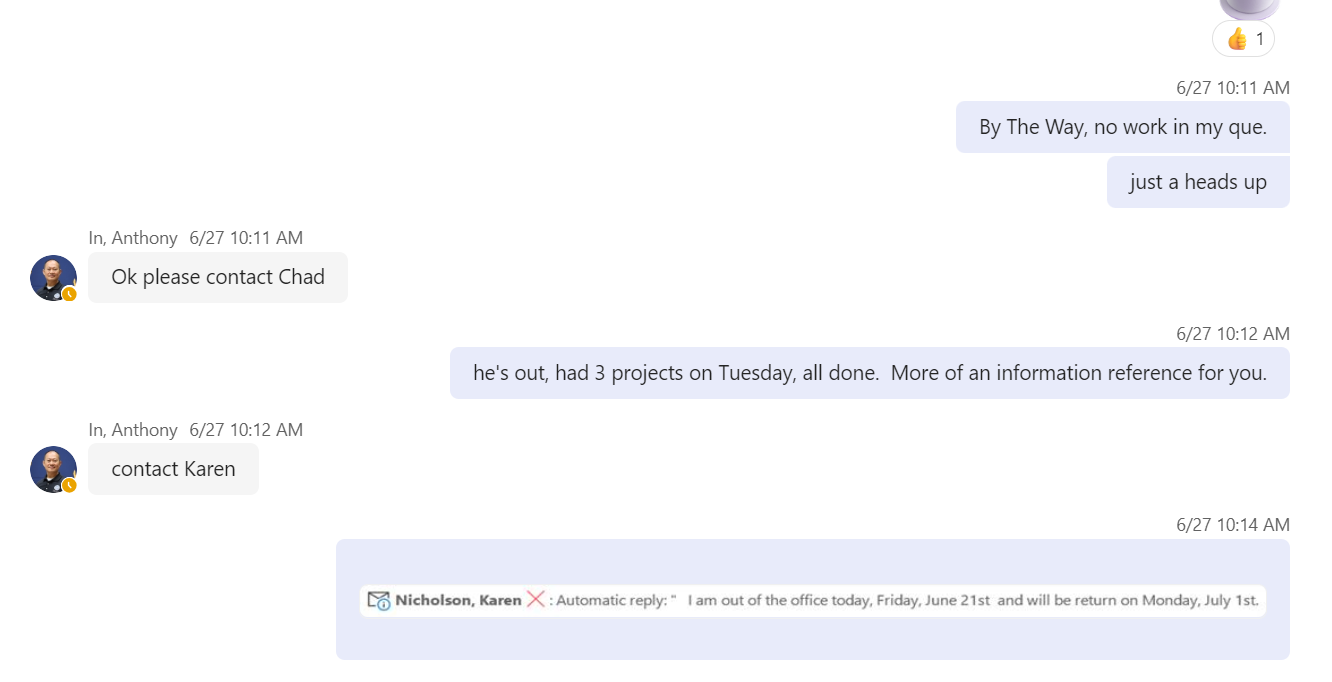 👍 1
6/27 10:11 AM
By The Way, no work in my que.
just a heads up
In, Anthony 6/27 10:11 AM
Ok please contact Chad
6/27 10:12 AM
he's out, had 3 projects on Tuesday, all done.  More of an information reference for you.
In, Anthony 6/27 10:12 AM
contact Karen
6/27 10:14 AM
Nicholson, Karen ❌ : Automatic reply: "   I am out of the office today, Friday, June 21st  and will be return on Monday, July 1st.